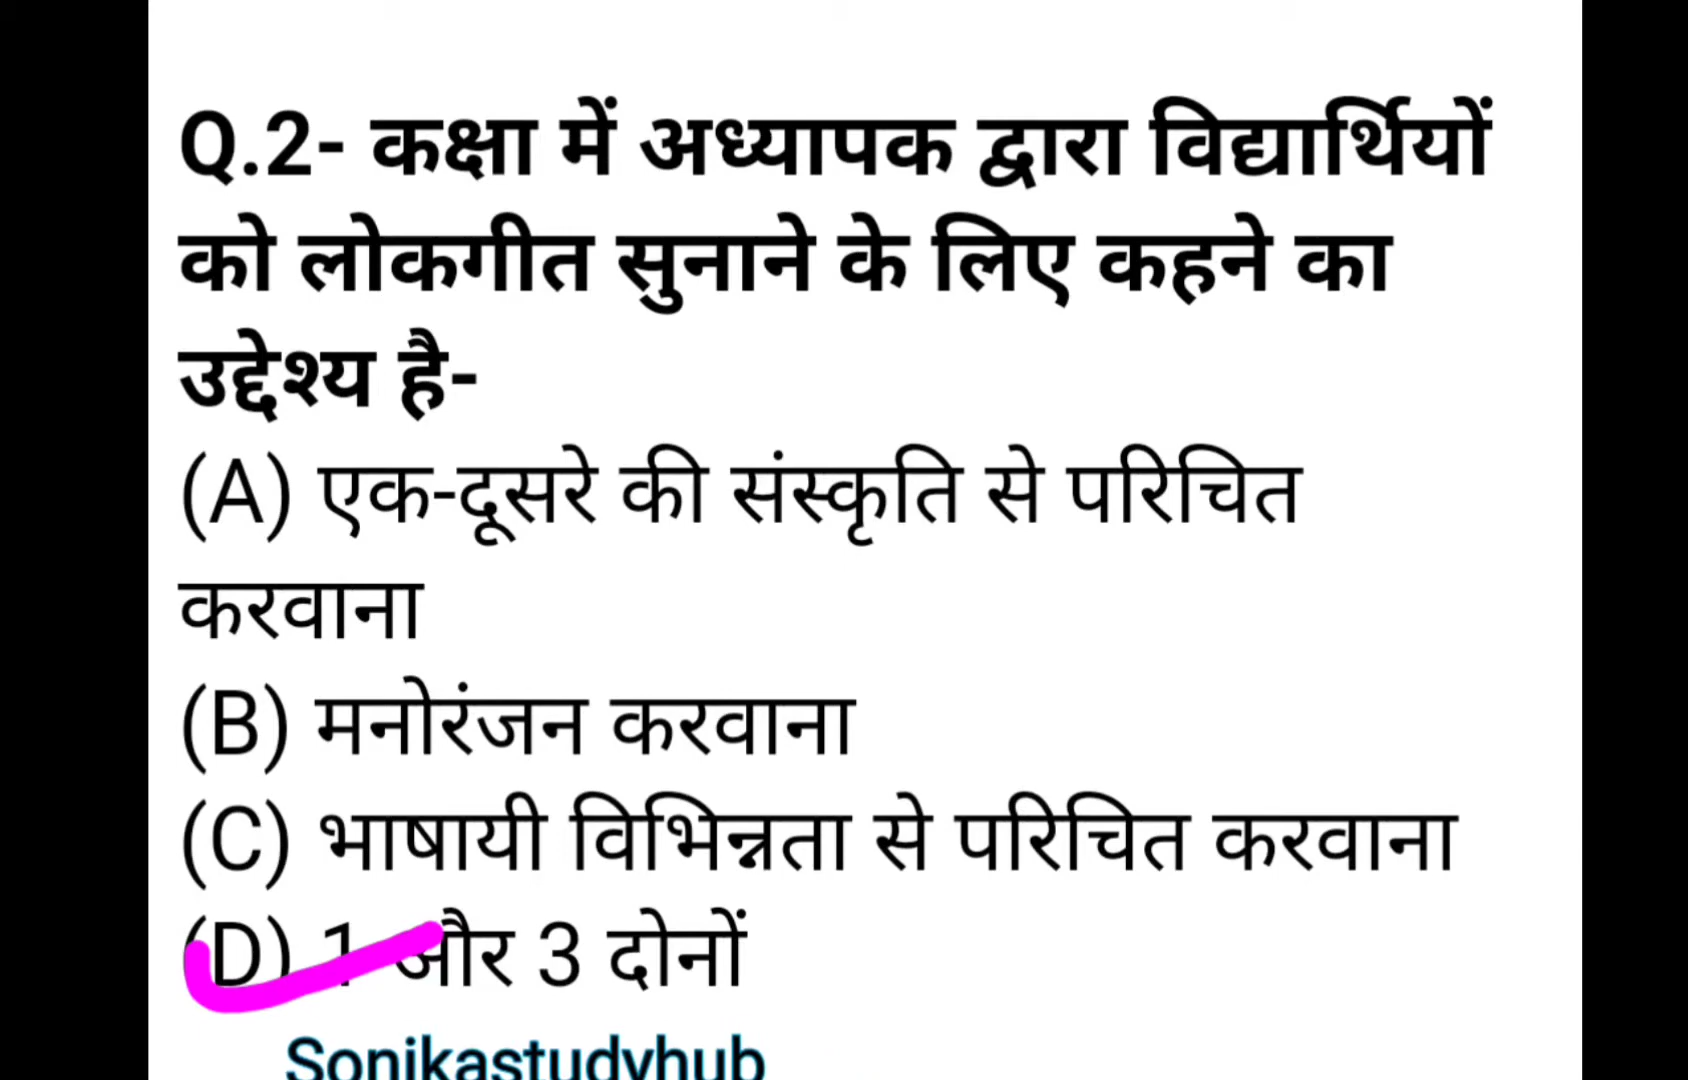 Q.2- कक्षा में अध्यापक द्वारा विद्यार्थियों
को लोकगीत सुनाने के लिए कहने का
उद्देश्य है-
(A) एक-दूसरे की संस्कृति से परिचित
करवाना
(B) मनोरंजन करवाना
(C) भाषायी विभिन्नता से परिचित करवाना
(D) 1 और 3 दोनों
Sonikastudyhub